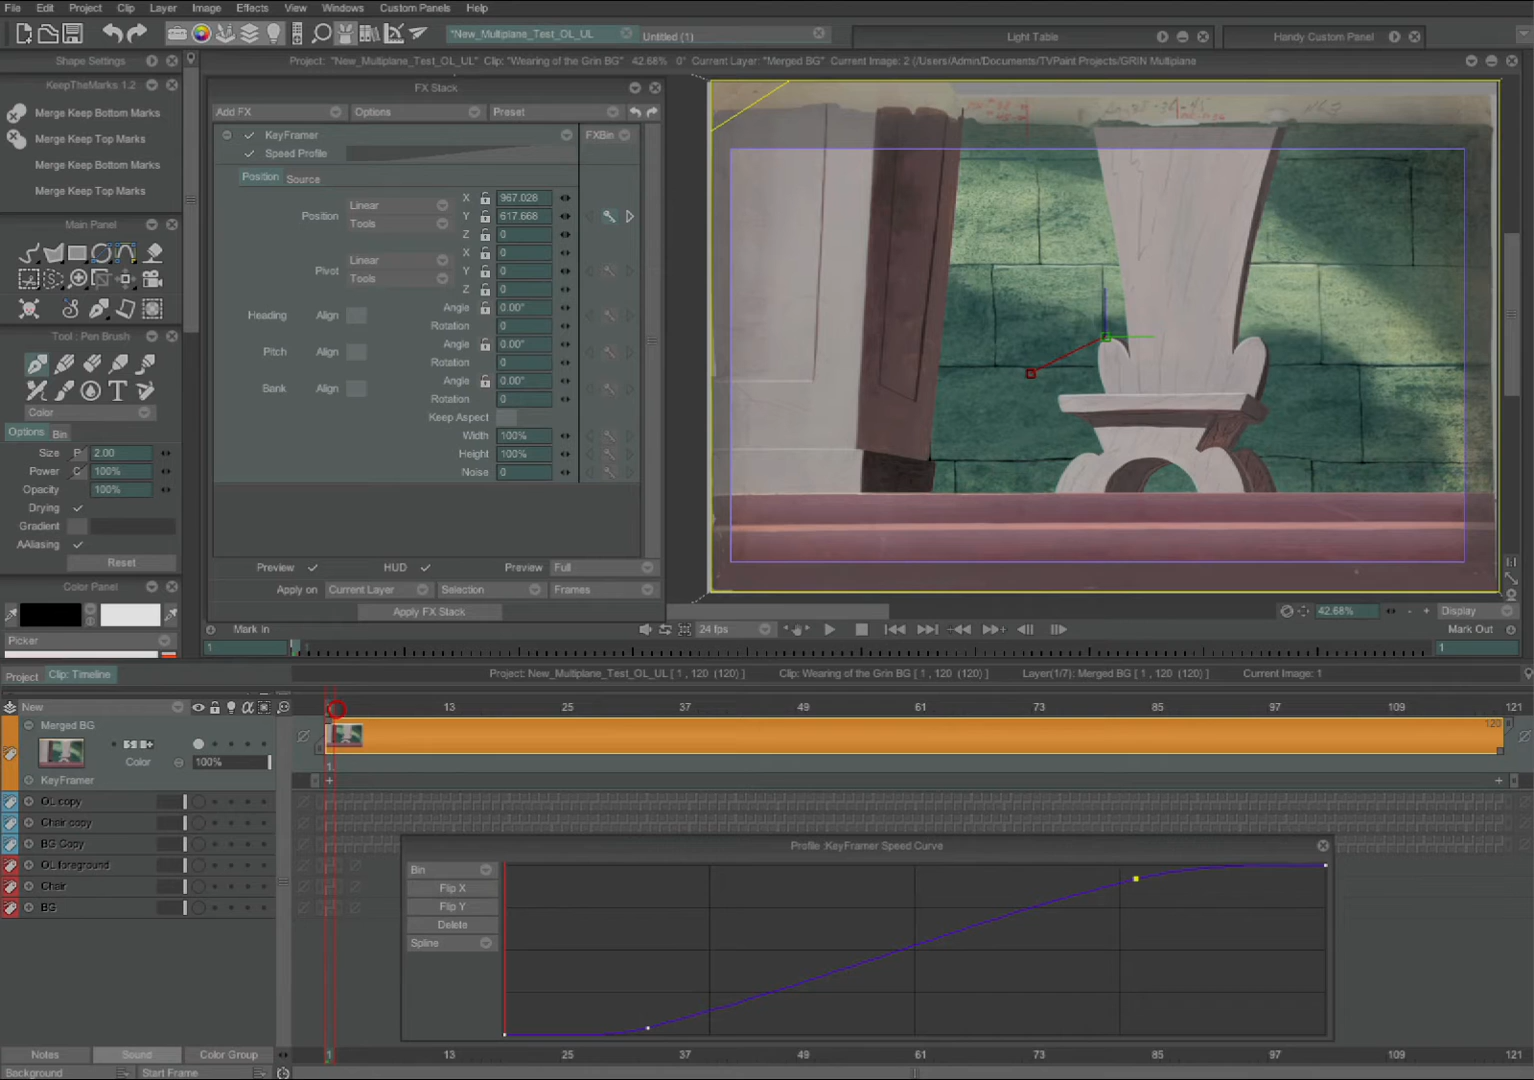 File Edit Project Clip Layer Image Effects View Windows Custom Panels Help
*New_Multiplane_Test_OL_UL
Untitled (1)
Light Table
Handy Custom Panel
Shape Settings
Project: "New_Multiplane_Test_OL_UL" Clip: "Wearing of the Grin BG" 42.68% 0° Current Layer: "Merged BG" Current Image: 2 (/Users/Admin/Documents/TVPaint Projects/GRIN Multiplane
KeepTheMarks 1.2
Merge Keep Bottom Marks
Merge Keep Top Marks
Merge Keep Bottom Marks
Merge Keep Top Marks
Main Panel
Tool : Pen Brush
Color
Options Bin
Size P 2.00
Power C 100%
Opacity 100%
Drying
Gradient
AAliasing
Reset
Color Panel
Picker
FX Stack
Add FX Options Preset
KeyFramer FXBin
Speed Profile
Position Source
Position Linear X 967.028
Tools Y 617.668
Z 0
Pivot Linear X 0
Tools Y 0
Z 0
Heading Align Angle 0.00°
Rotation 0
Pitch Align Angle 0.00°
Rotation 0
Bank Align Angle 0.00°
Rotation 0
Keep Aspect
Width 100%
Height 100%
Noise 0
Preview HUD Preview Full
Apply on Current Layer Selection Frames
Apply FX Stack
1:1
42.68% Display
Mark In 24 fps Mark Out
1 1
Project Clip: Timeline
Project: New_Multiplane_Test_OL_UL [ 1 , 120 (120) ] Clip: Wearing of the Grin BG [ 1 , 120 (120) ] Layer(1/7): Merged BG [ 1 , 120 (120) ] Current Image: 1
New
13 25 37 49 61 73 85 97 109 121
Merged BG
120
Color 100%
1
KeyFramer
OL copy
Chair copy
BG Copy
OL foreground
Chair
BG
Profile :KeyFramer Speed Curve
Bin
Flip X
Flip Y
Delete
Spline
Notes Sound Color Group
1 13 25 37 49 61 73 85 97 109 121
Background Start Frame